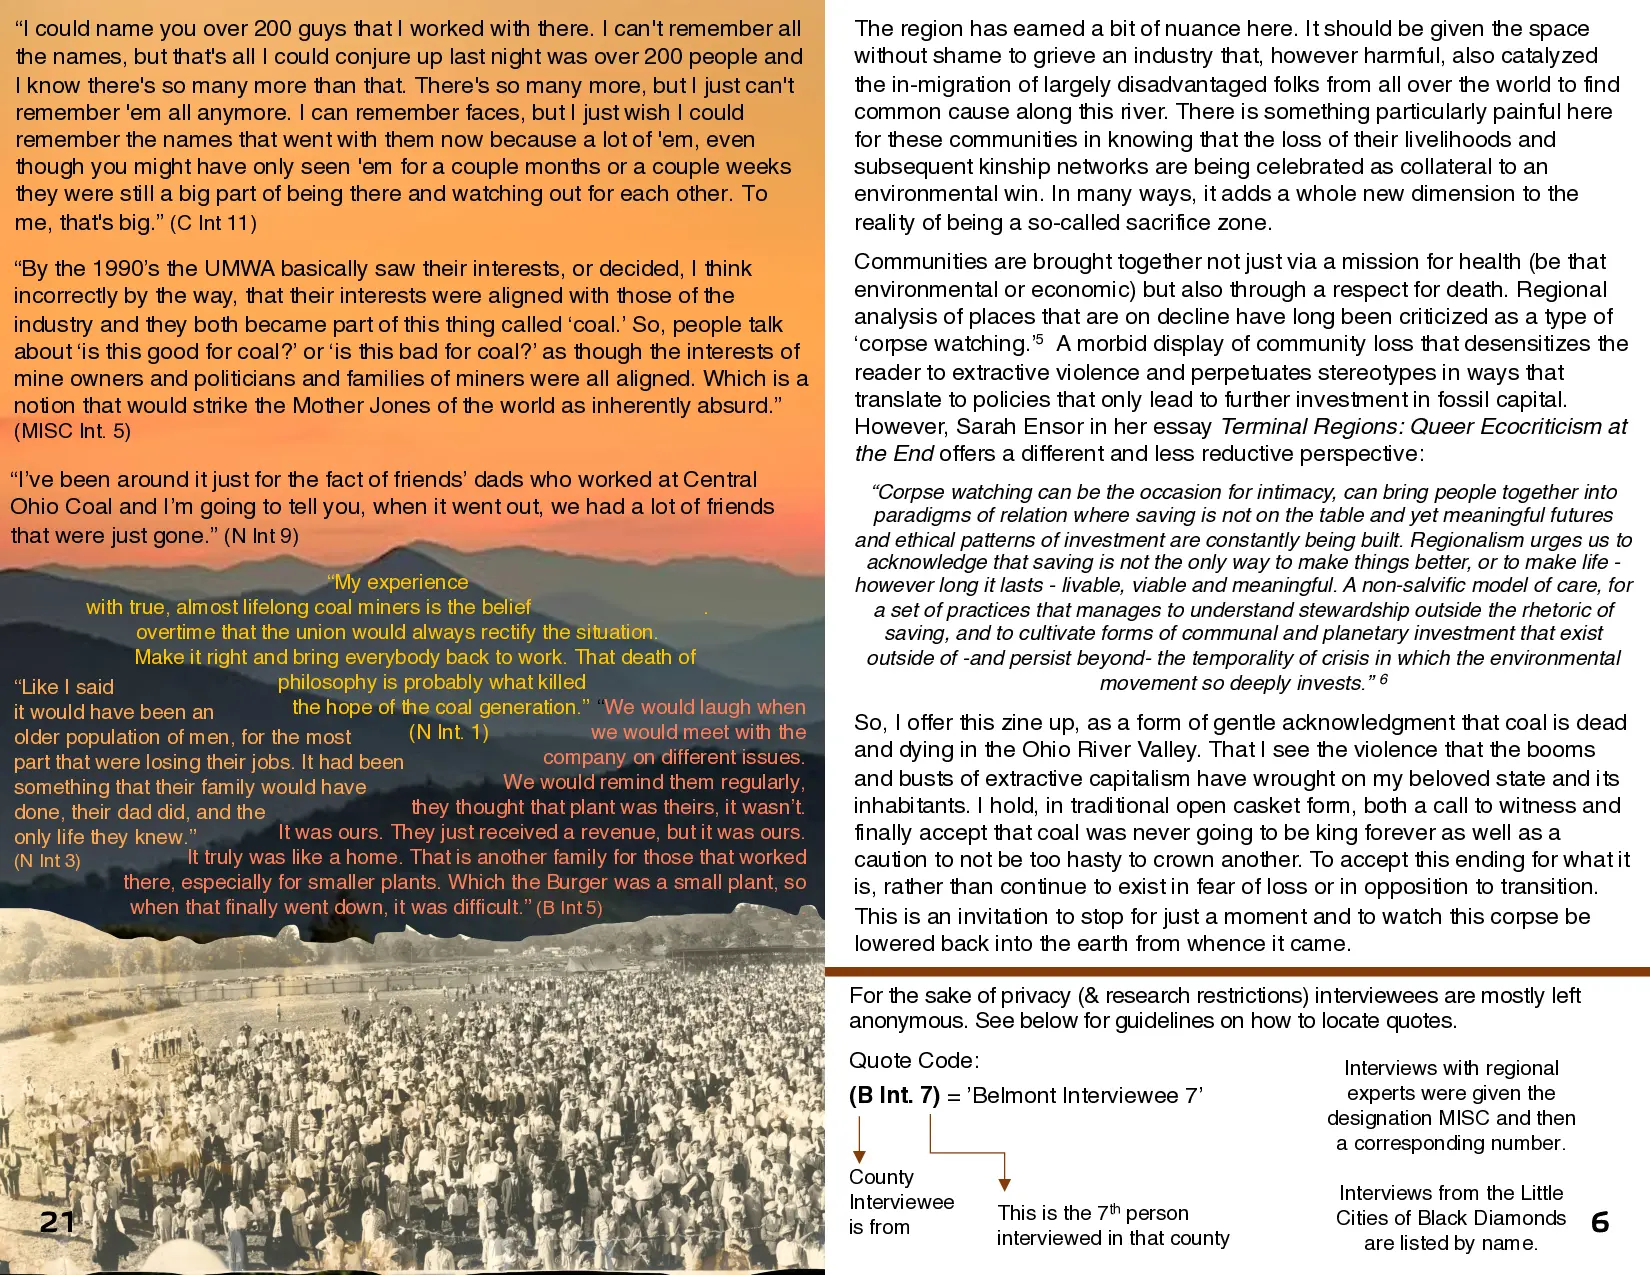 “I could name you over 200 guys that I worked with there. I can't remember all
the names, but that's all I could conjure up last night was over 200 people and
I know there's so many more than that. There's so many more, but I just can't
remember 'em all anymore. I can remember faces, but I just wish I could
remember the names that went with them now because a lot of 'em, even
though you might have only seen 'em for a couple months or a couple weeks
they were still a big part of being there and watching out for each other. To
me, that's big.” (C Int 11)
“By the 1990’s the UMWA basically saw their interests, or decided, I think
incorrectly by the way, that their interests were aligned with those of the
industry and they both became part of this thing called ‘coal.’ So, people talk
about ‘is this good for coal?’ or ‘is this bad for coal?’ as though the interests of
mine owners and politicians and families of miners were all aligned. Which is a
notion that would strike the Mother Jones of the world as inherently absurd.”
(MISC Int. 5)
“I’ve been around it just for the fact of friends’ dads who worked at Central
Ohio Coal and I’m going to tell you, when it went out, we had a lot of friends
that were just gone.” (N Int 9)
“My experience
with true, almost lifelong coal miners is the belief .
overtime that the union would always rectify the situation.
Make it right and bring everybody back to work. That death of
philosophy is probably what killed
the hope of the coal generation.”
(N Int. 1)
“Like I said
it would have been an
older population of men, for the most
part that were losing their jobs. It had been
something that their family would have
done, their dad did, and the
only life they knew.”
(N Int 3)
“We would laugh when
we would meet with the
company on different issues.
We would remind them regularly,
they thought that plant was theirs, it wasn’t.
It was ours. They just received a revenue, but it was ours.
It truly was like a home. That is another family for those that worked
there, especially for smaller plants. Which the Burger was a small plant, so
when that finally went down, it was difficult.” (B Int 5)
21
The region has earned a bit of nuance here. It should be given the space
without shame to grieve an industry that, however harmful, also catalyzed
the in-migration of largely disadvantaged folks from all over the world to find
common cause along this river. There is something particularly painful here
for these communities in knowing that the loss of their livelihoods and
subsequent kinship networks are being celebrated as collateral to an
environmental win. In many ways, it adds a whole new dimension to the
reality of being a so-called sacrifice zone.
Communities are brought together not just via a mission for health (be that
environmental or economic) but also through a respect for death. Regional
analysis of places that are on decline have long been criticized as a type of
‘corpse watching.’5 A morbid display of community loss that desensitizes the
reader to extractive violence and perpetuates stereotypes in ways that
translate to policies that only lead to further investment in fossil capital.
However, Sarah Ensor in her essay Terminal Regions: Queer Ecocriticism at
the End offers a different and less reductive perspective:
“Corpse watching can be the occasion for intimacy, can bring people together into
paradigms of relation where saving is not on the table and yet meaningful futures
and ethical patterns of investment are constantly being built. Regionalism urges us to
acknowledge that saving is not the only way to make things better, or to make life -
however long it lasts - livable, viable and meaningful. A non-salvific model of care, for
a set of practices that manages to understand stewardship outside the rhetoric of
saving, and to cultivate forms of communal and planetary investment that exist
outside of -and persist beyond- the temporality of crisis in which the environmental
movement so deeply invests.” 6
So, I offer this zine up, as a form of gentle acknowledgment that coal is dead
and dying in the Ohio River Valley. That I see the violence that the booms
and busts of extractive capitalism have wrought on my beloved state and its
inhabitants. I hold, in traditional open casket form, both a call to witness and
finally accept that coal was never going to be king forever as well as a
caution to not be too hasty to crown another. To accept this ending for what it
is, rather than continue to exist in fear of loss or in opposition to transition.
This is an invitation to stop for just a moment and to watch this corpse be
lowered back into the earth from whence it came.
For the sake of privacy (& research restrictions) interviewees are mostly left
anonymous. See below for guidelines on how to locate quotes.
Quote Code:
(B Int. 7) = ’Belmont Interviewee 7’
County
Interviewee
is from
This is the 7th person
interviewed in that county
Interviews with regional
experts were given the
designation MISC and then
a corresponding number.
Interviews from the Little
Cities of Black Diamonds
are listed by name.
6